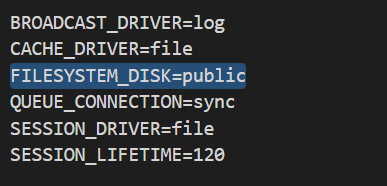 BROADCAST_DRIVER=log
CACHE_DRIVER=file
FILESYSTEM_DISK=public
QUEUE_CONNECTION=sync
SESSION_DRIVER=file
SESSION_LIFETIME=120